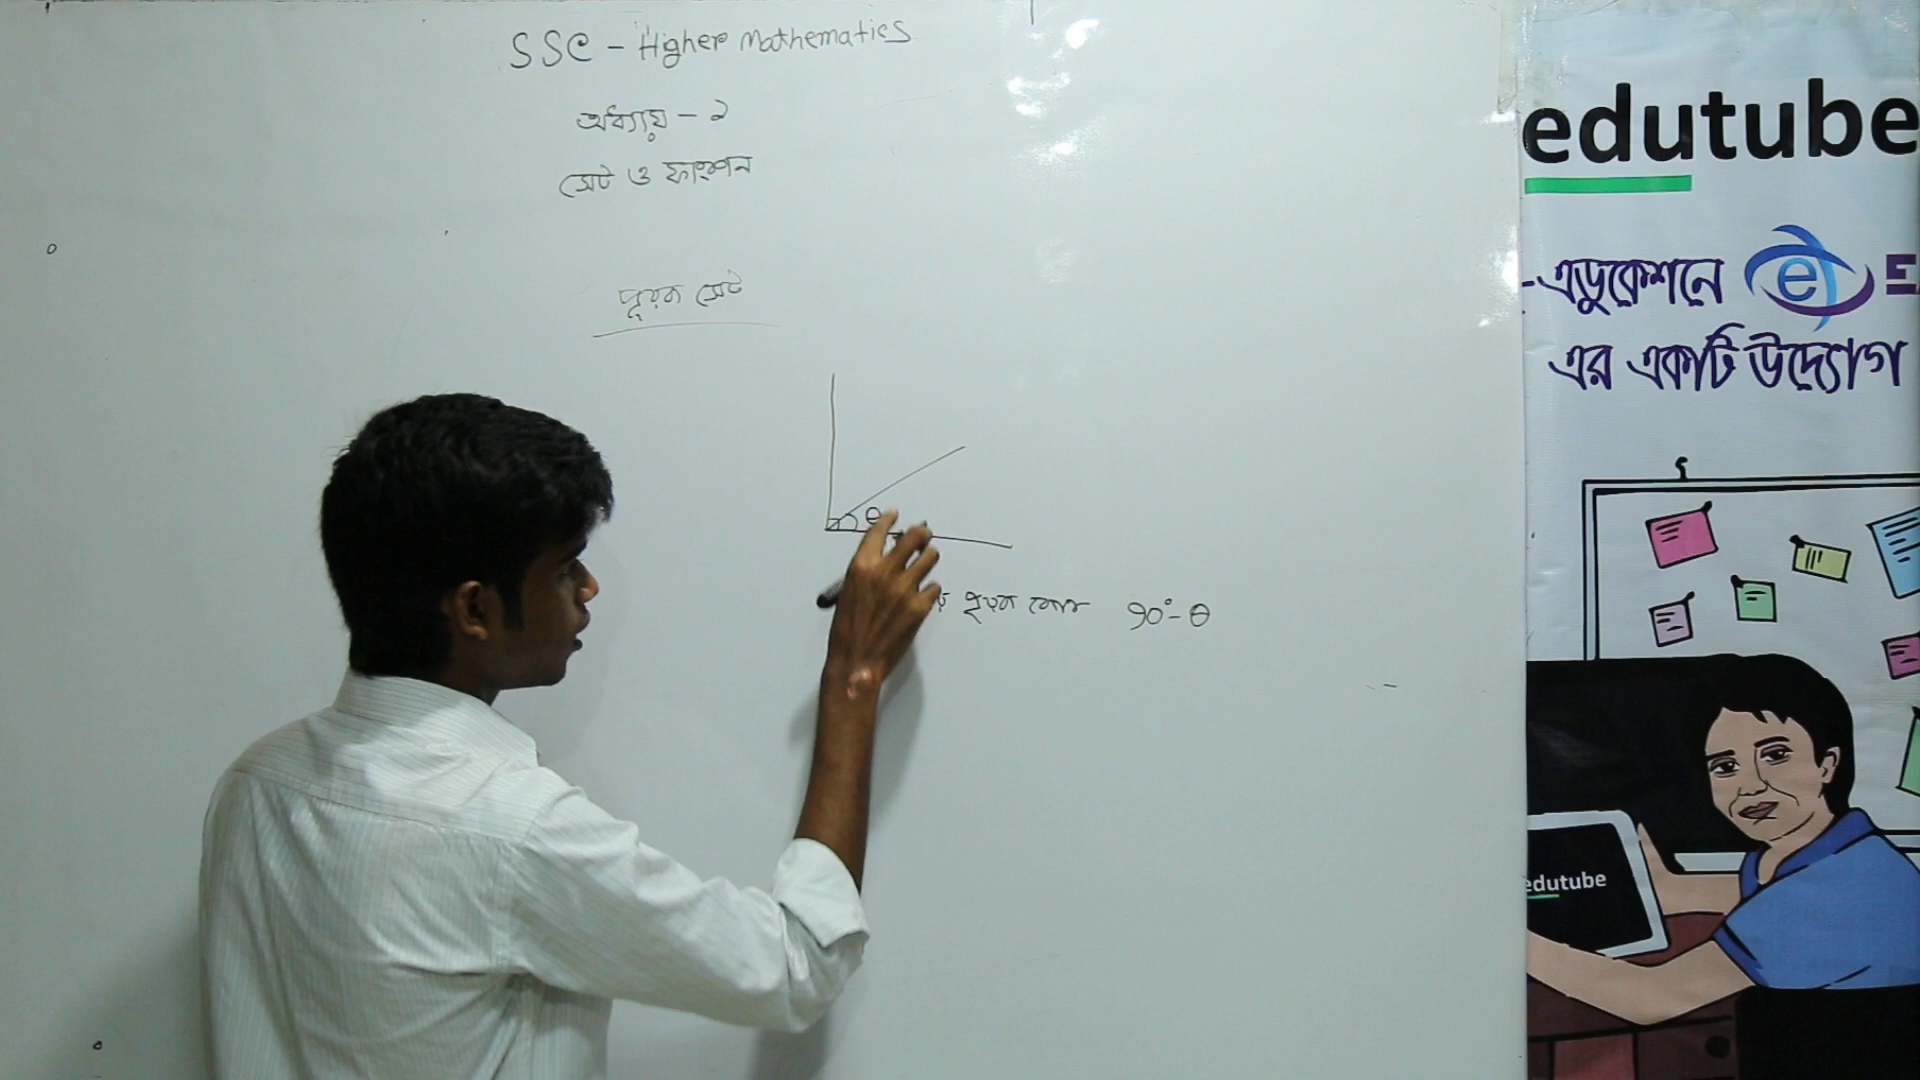 SSC - Higher Mathematics
অধ্যায় - ১
সেট ও ফাংশন
পূরক সেট
θ
পূরক কোন 90° - θ
edutube
-এডুকেশনে e E
এর একটি উদ্যোগ
edutube